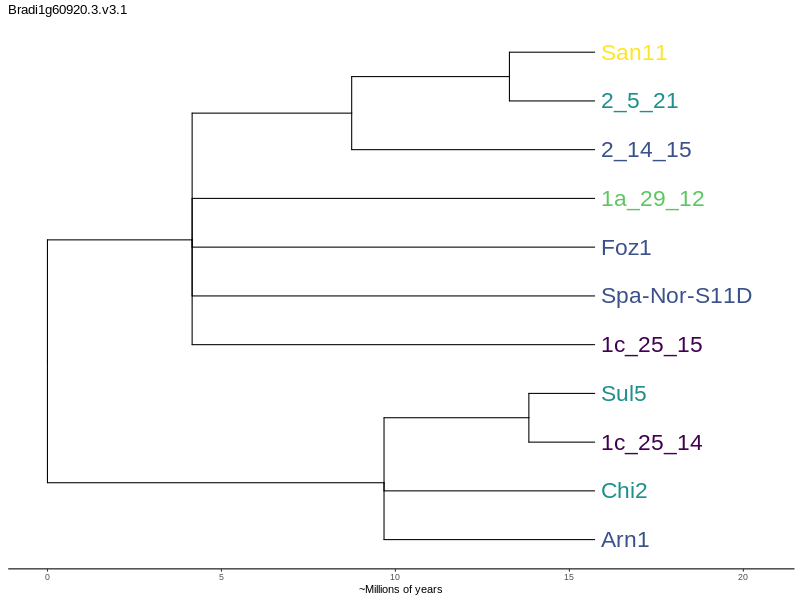 Bradi1g60920.3.v3.1
San11
2_5_21
2_14_15
1a_29_12
Foz1
Spa-Nor-S11D
1c_25_15
Sul5
1c_25_14
Chi2
Arn1
0 5 10 15 20
~Millions of years